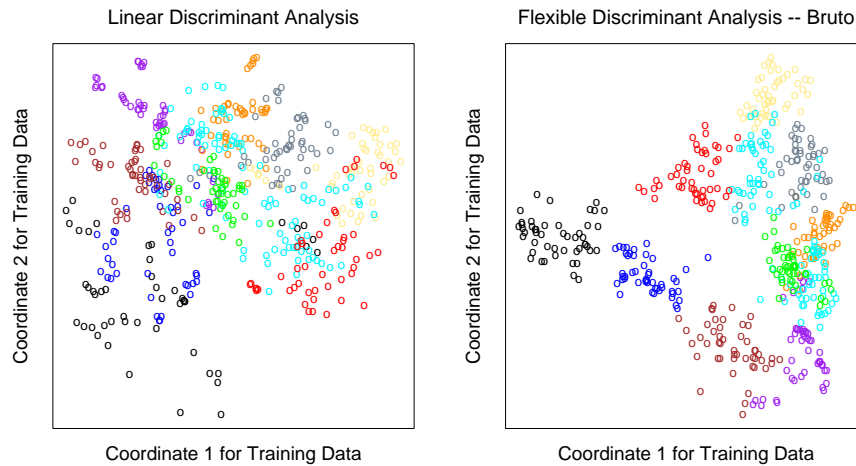 Linear Discriminant Analysis
Coordinate 2 for Training Data
Coordinate 1 for Training Data
Flexible Discriminant Analysis -- Bruto
Coordinate 2 for Training Data
Coordinate 1 for Training Data